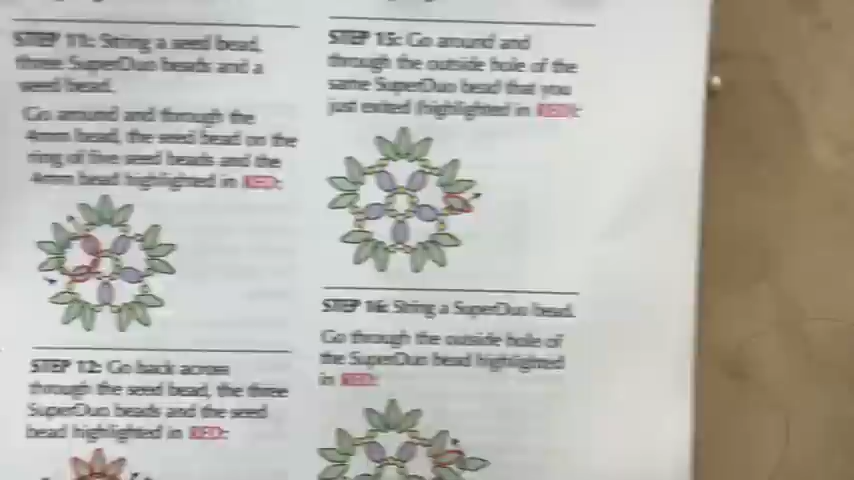 STEP 11: String a seed bead,
three SuperDuo beads and a
seed bead.
Go around and through the
4mm bead, the seed bead on the
ring of five seed beads and the
4mm bead highlighted in RED:
STEP 12: Go back across
through the seed bead, the three
SuperDuo beads and the seed
bead highlighted in RED:
STEP 15: Go around and
through the outside hole of the
same SuperDuo bead that you
just exited (highlighted in RED):
STEP 16: String a SuperDuo bead.
Go through the outside hole of
the SuperDuo bead highlighted
in RED: